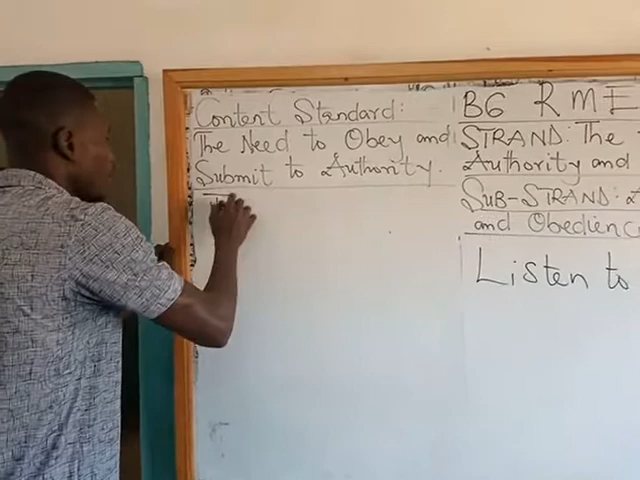 Content Standard:
The Need to Obey and
Submit to Authority.
B6 RME
STRAND: The
Authority and
SUB-STRAND:
and Obedienc
Listen to